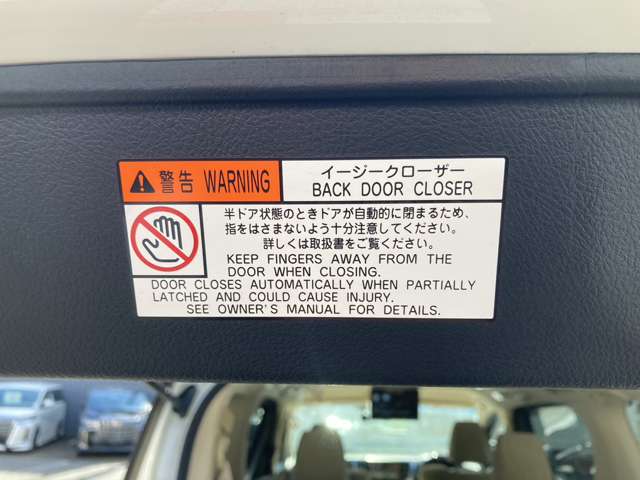 警告 WARNING
イージークローザー
BACK DOOR CLOSER
半ドア状態のときドアが自動的に閉まるため、
指をはさまないよう十分注意してください。
詳しくは取扱書をご覧ください。
KEEP FINGERS AWAY FROM THE
DOOR WHEN CLOSING.
DOOR CLOSES AUTOMATICALLY WHEN PARTIALLY
LATCHED AND COULD CAUSE INJURY.
SEE OWNER'S MANUAL FOR DETAILS.